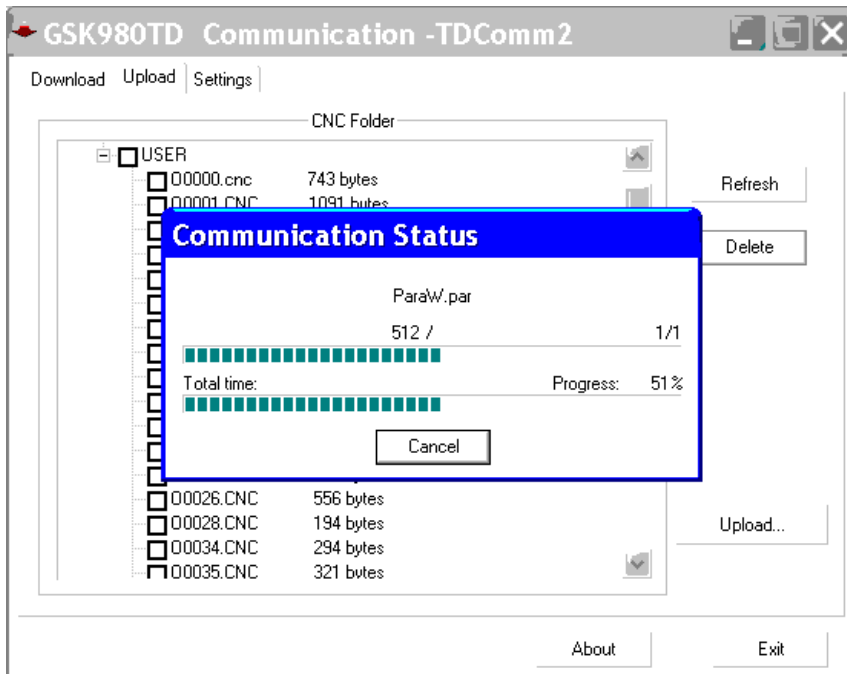 GSK980TD Communication -TDComm2
Download Upload Settings
CNC Folder
USER
O0000.cnc 743 bytes
O0001.CNC 1091 bytes
Refresh
Delete
Communication Status
ParaW.par
512 / 1/1
Total time: Progress: 51%
Cancel
O0026.CNC 556 bytes
O0028.CNC 194 bytes
O0034.CNC 294 bytes
O0035.CNC 321 bytes
Upload...
About Exit